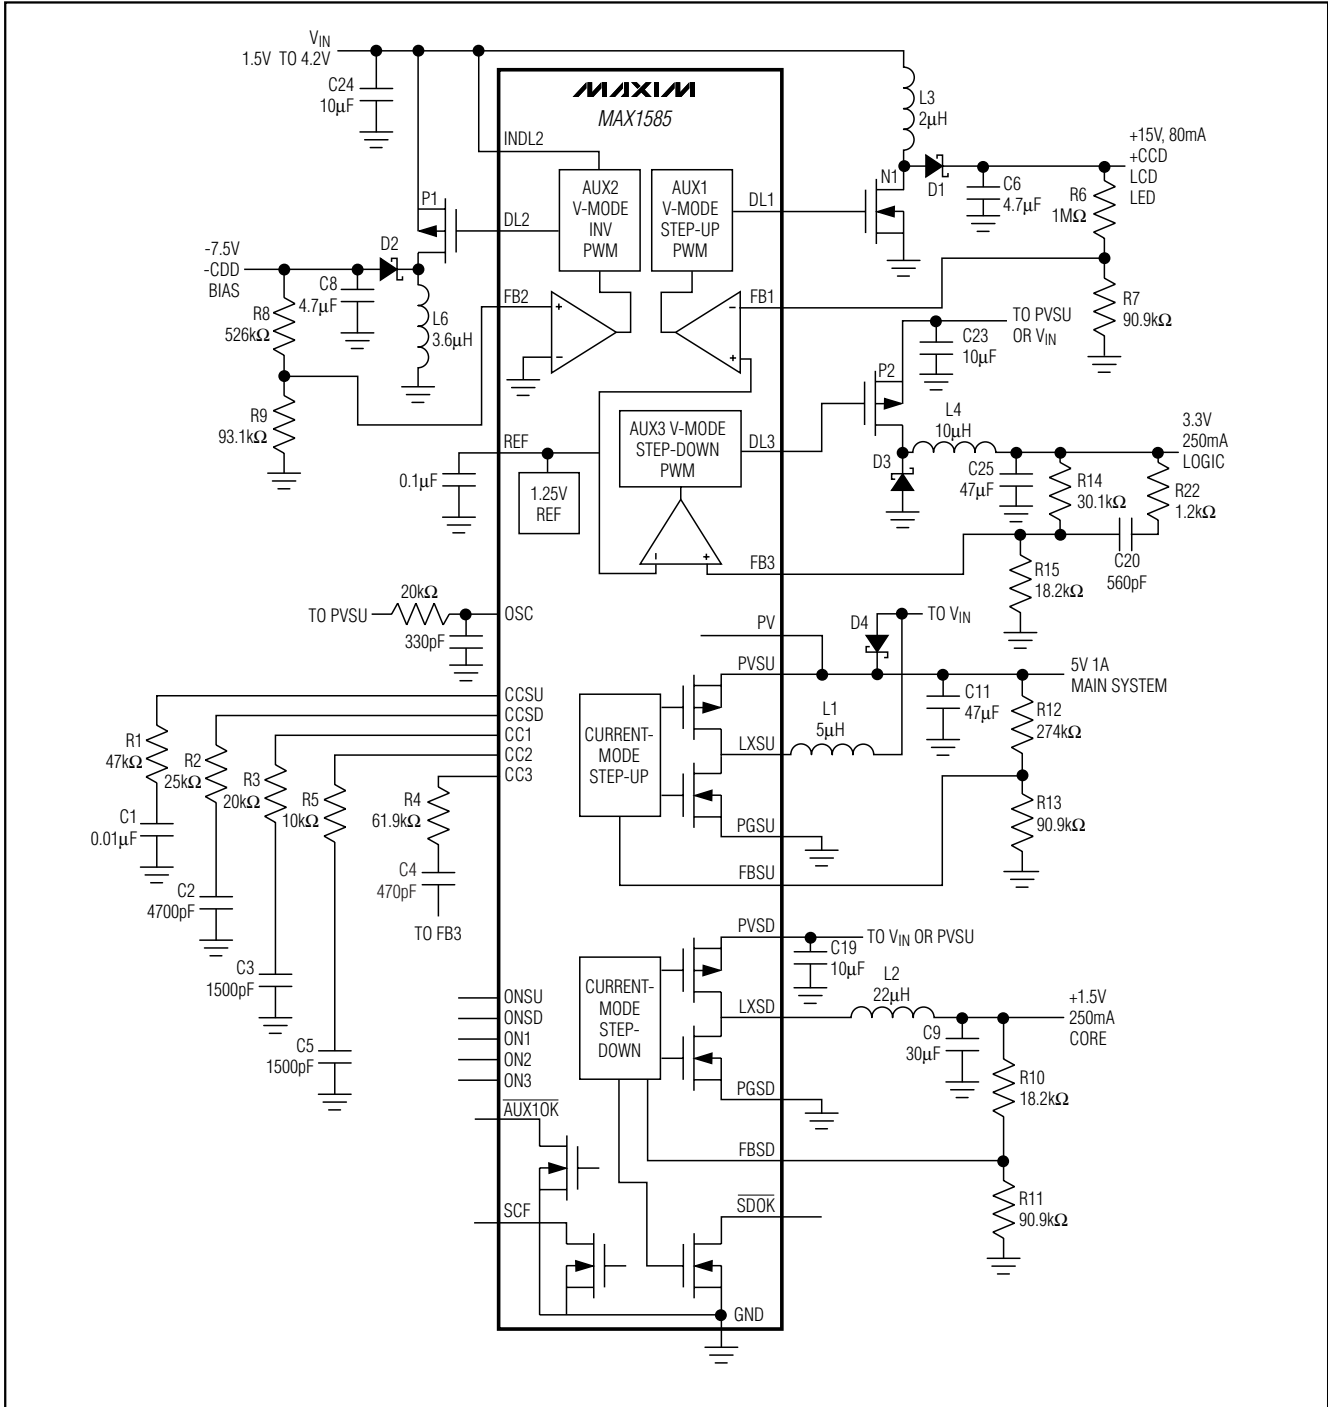 VIN
1.5V TO 4.2V
C24
10μF
MAXIM
MAX1585
L3
2μH
INDL2
+15V, 80mA
+CCD
LCD
LED
N1
D1
C6
4.7μF
R6
1MΩ
P1
AUX2
V-MODE
INV
PWM
AUX1
V-MODE
STEP-UP
PWM
DL1
DL2
-7.5V
-CDD
BIAS
D2
C8
4.7μF
R8
526kΩ
L6
3.6μH
FB2
+
−
FB1
−
+
R7
90.9kΩ
TO PVSU
OR VIN
C23
10μF
P2
R9
93.1kΩ
REF
0.1μF
1.25V
REF
AUX3 V-MODE
STEP-DOWN
PWM
DL3
L4
10μH
3.3V
250mA
LOGIC
D3
C25
47μF
R14
30.1kΩ
R22
1.2kΩ
−
+
FB3
C20
560pF
R15
18.2kΩ
20kΩ
TO PVSU
OSC
330pF
PV
D4
TO VIN
PVSU
5V 1A
MAIN SYSTEM
C11
47μF
R12
274kΩ
CCSU
CCSD
CC1
CC2
CC3
CURRENT-
MODE
STEP-UP
LXSU
L1
5μH
R1
47kΩ
R2
25kΩ
R3
20kΩ
R5
10kΩ
R4
61.9kΩ
R13
90.9kΩ
PGSU
C1
0.01μF
C4
470pF
FBSU
C2
4700pF
TO FB3
PVSD
TO VIN OR PVSU
C19
10μF
C3
1500pF
CURRENT-
MODE
STEP-
DOWN
LXSD
L2
22μH
+1.5V
250mA
CORE
C9
30μF
ONSU
ONSD
ON1
ON2
ON3
C5
1500pF
R10
18.2kΩ
PGSD
AUX1OK
FBSD
R11
90.9kΩ
SCF
SDOK
GND